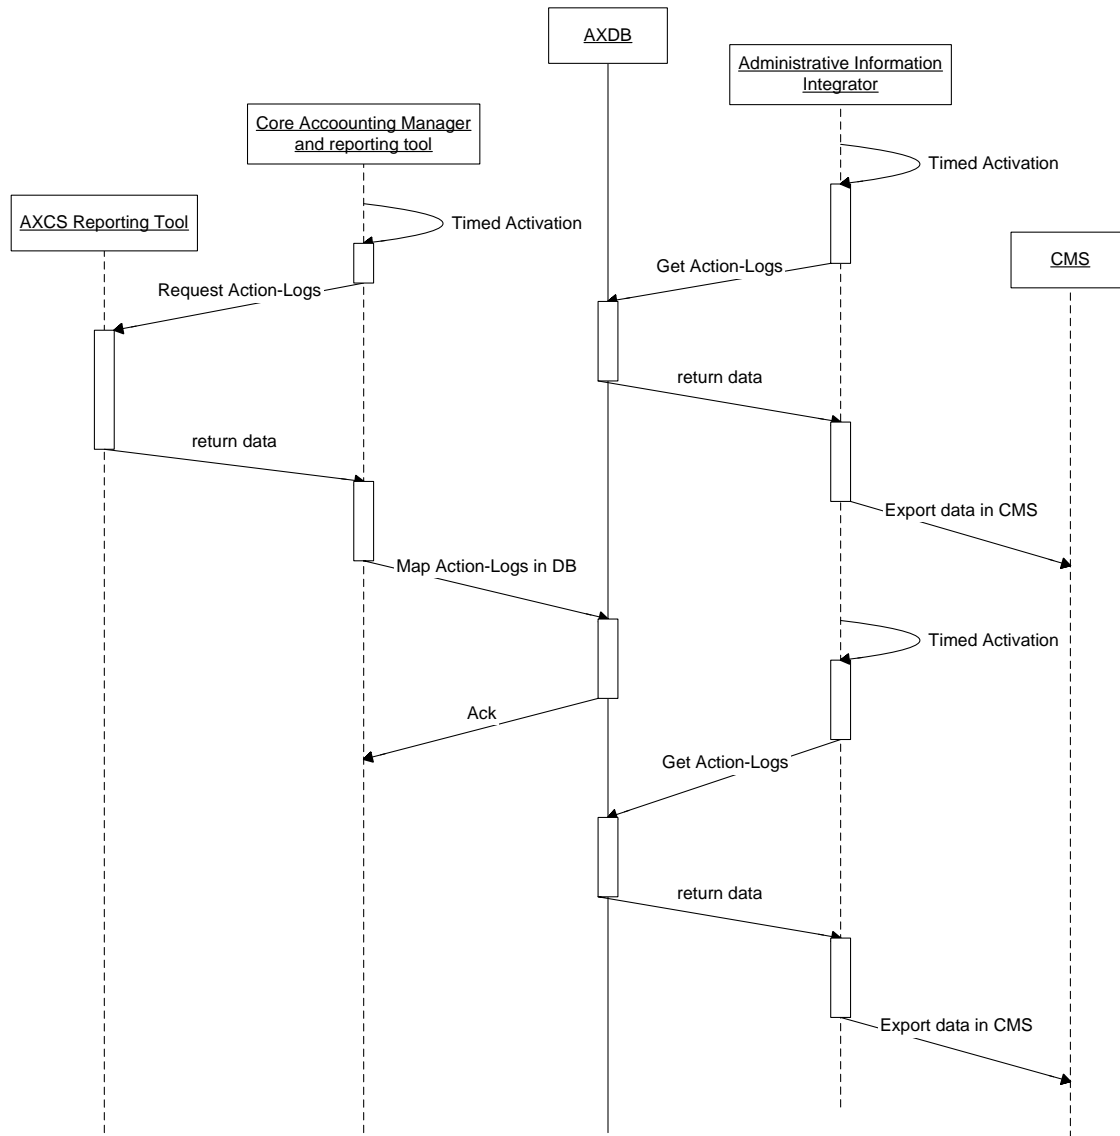 AXDB
Administrative Information
Integrator
Core Accoounting Manager
and reporting tool
Timed Activation
AXCS Reporting Tool
Timed Activation
CMS
Get Action-Logs
Request Action-Logs
return data
return data
Export data in CMS
Map Action-Logs in DB
Timed Activation
Ack
Get Action-Logs
return data
Export data in CMS